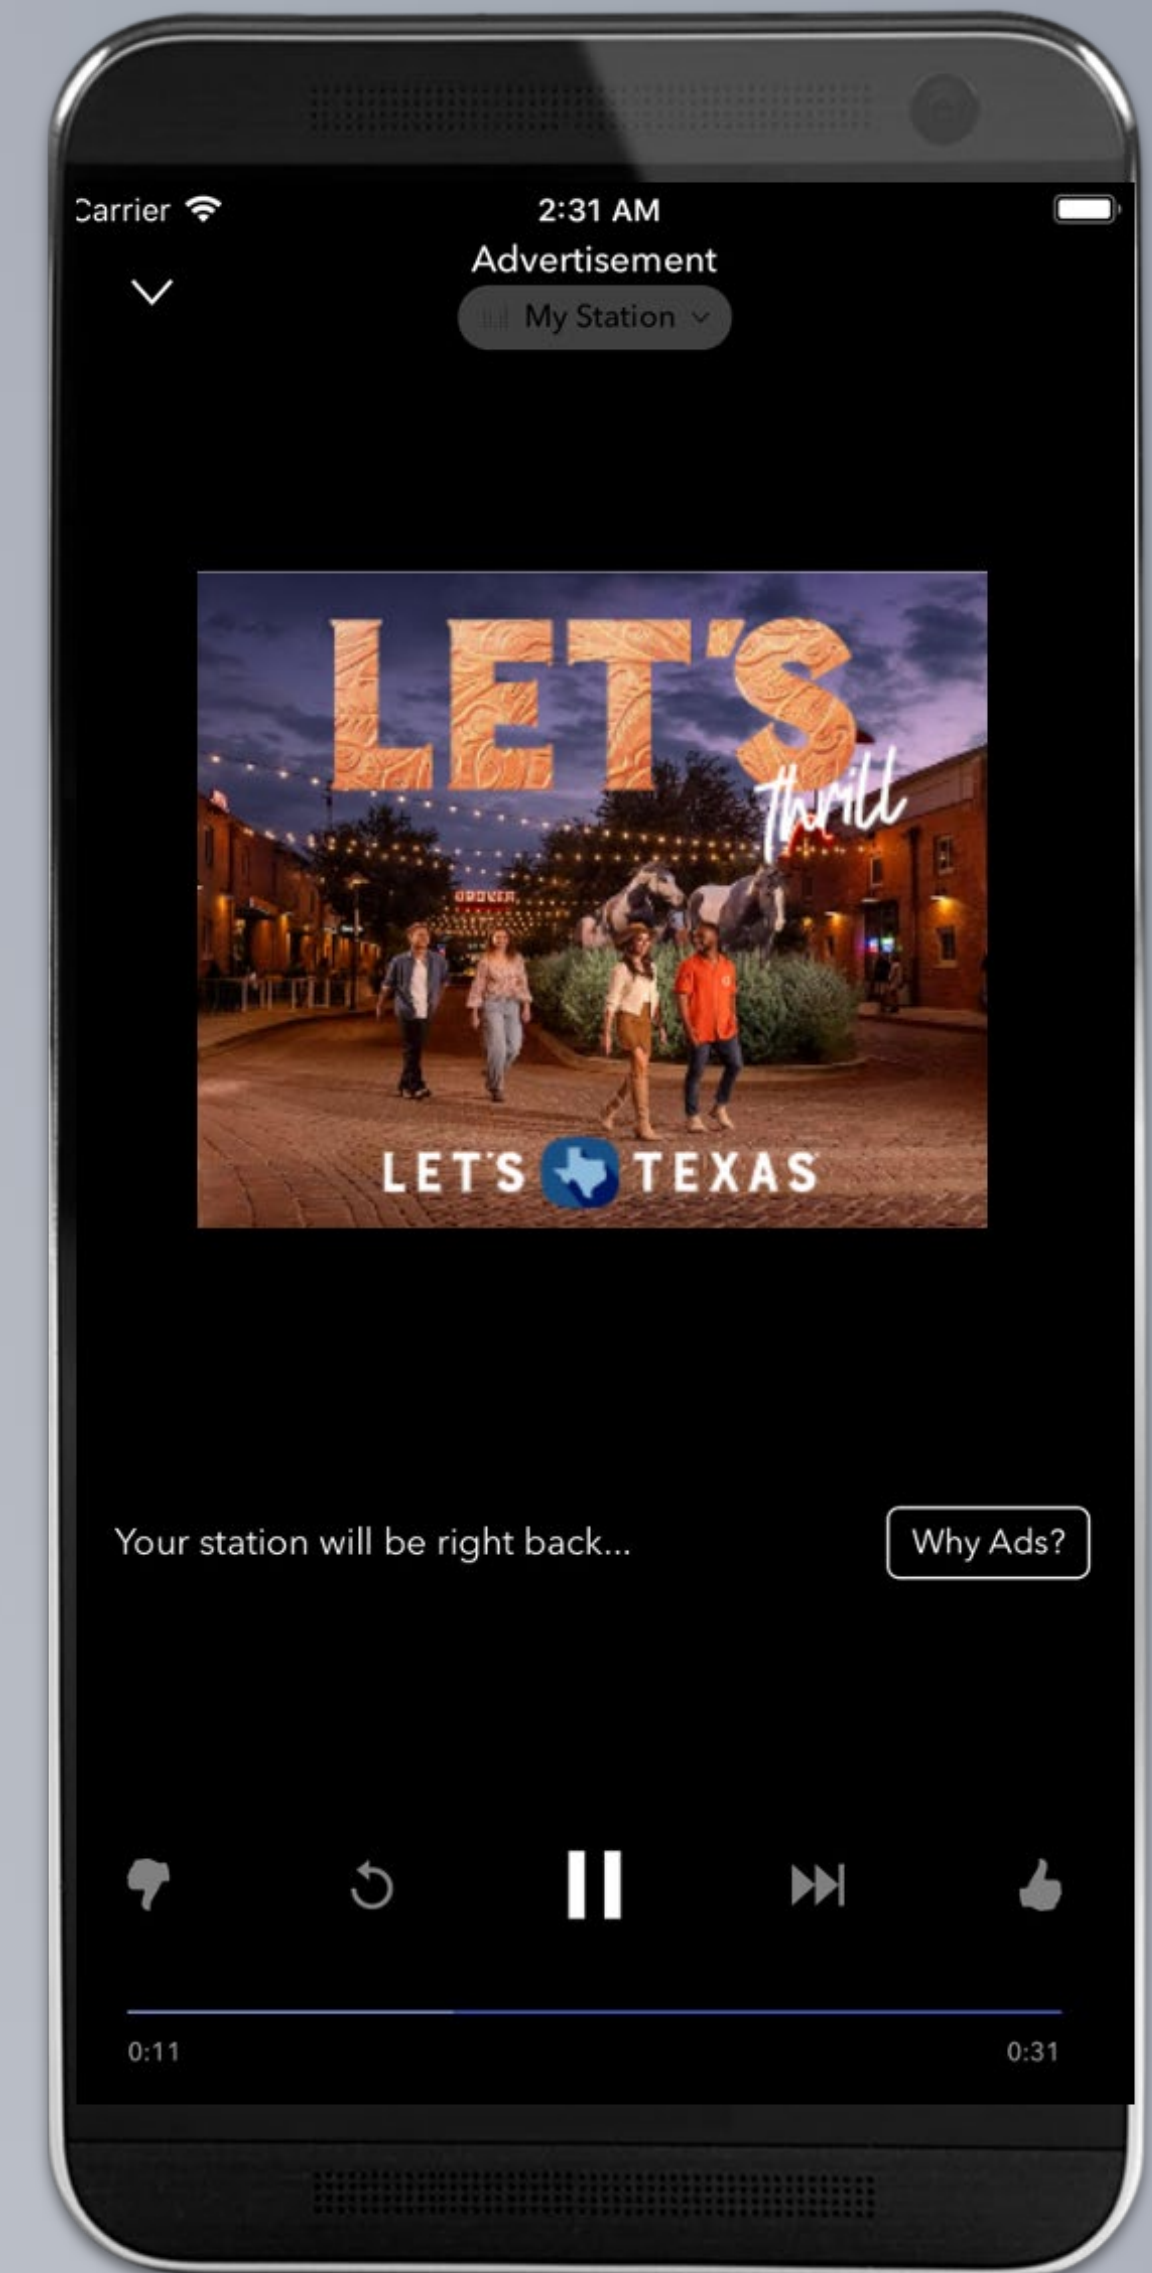 Carrier
2:31 AM
Advertisement
My Station
LET'S
thrill
LET'S TEXAS
Your station will be right back...
Why Ads?
0:11
0:31